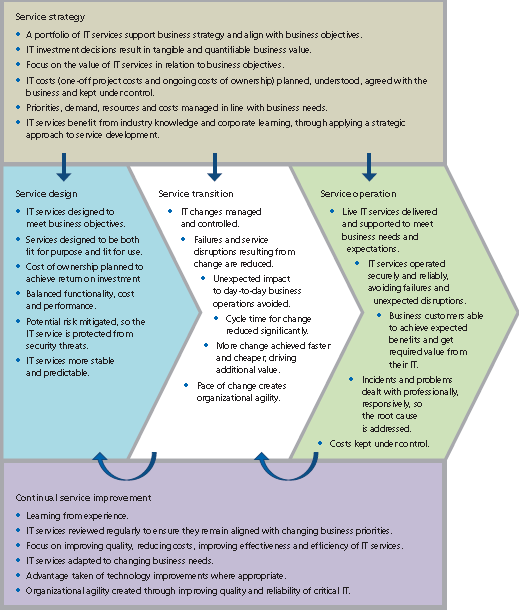 Service strategy
• A portfolio of IT services support business strategy and align with business objectives.
• IT investment decisions result in tangible and quantifiable business value.
• Focus on the value of IT services in relation to business objectives.
• IT costs (one-off project costs and ongoing costs of ownership) planned, understood, agreed with the
business and kept under control.
• Priorities, demand, resources and costs managed in line with business needs.
• IT services benefit from industry knowledge and corporate learning, through applying a strategic
approach to service development.
Service design
• IT services designed to
meet business objectives.
• Services designed to be both
fit for purpose and fit for use.
• Cost of ownership planned to
achieve return on investment
• Balanced functionality, cost
and performance.
• Potential risk mitigated, so the
IT service is protected from
security threats.
• IT services more stable
and predictable.
Service transition
• IT changes managed
and controlled.
• Failures and service
disruptions resulting from
change are reduced.
• Unexpected impact
to day-to-day business
operations avoided.
• Cycle time for change
reduced significantly.
• More change achieved faster
and cheaper, driving
additional value.
• Pace of change creates
organizational agility.
Service operation
• Live IT services delivered
and supported to meet
business needs and
expectations.
• IT services operated
securely and reliably,
avoiding failures and
unexpected disruptions.
• Business customers able
to achieve expected
benefits and get
required value from
their IT.
• Incidents and problems
dealt with professionally,
responsively, so
the root cause
is addressed.
• Costs kept under control.
Continual service improvement
• Learning from experience.
• IT services reviewed regularly to ensure they remain aligned with changing business priorities.
• Focus on improving quality, reducing costs, improving effectiveness and efficiency of IT services.
• IT services adapted to changing business needs.
• Advantage taken of technology improvements where appropriate.
• Organizational agility created through improving quality and reliability of critical IT.